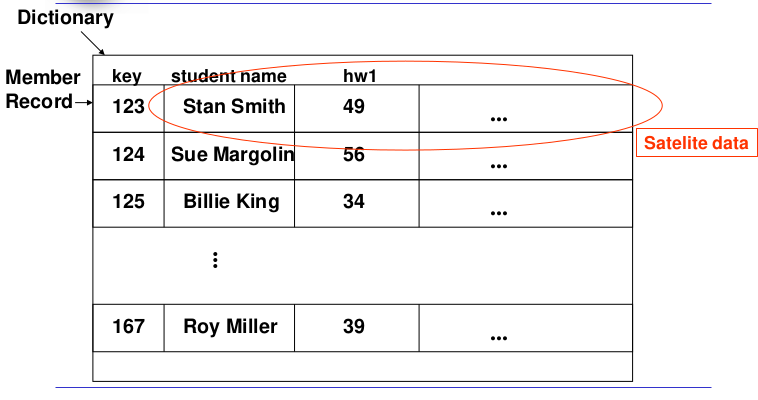 Dictionary
Member
Record
key student name hw1
123 Stan Smith 49 ...
Satelite data
124 Sue Margolin 56 ...
125 Billie King 34 ...
⋮
167 Roy Miller 39 ...